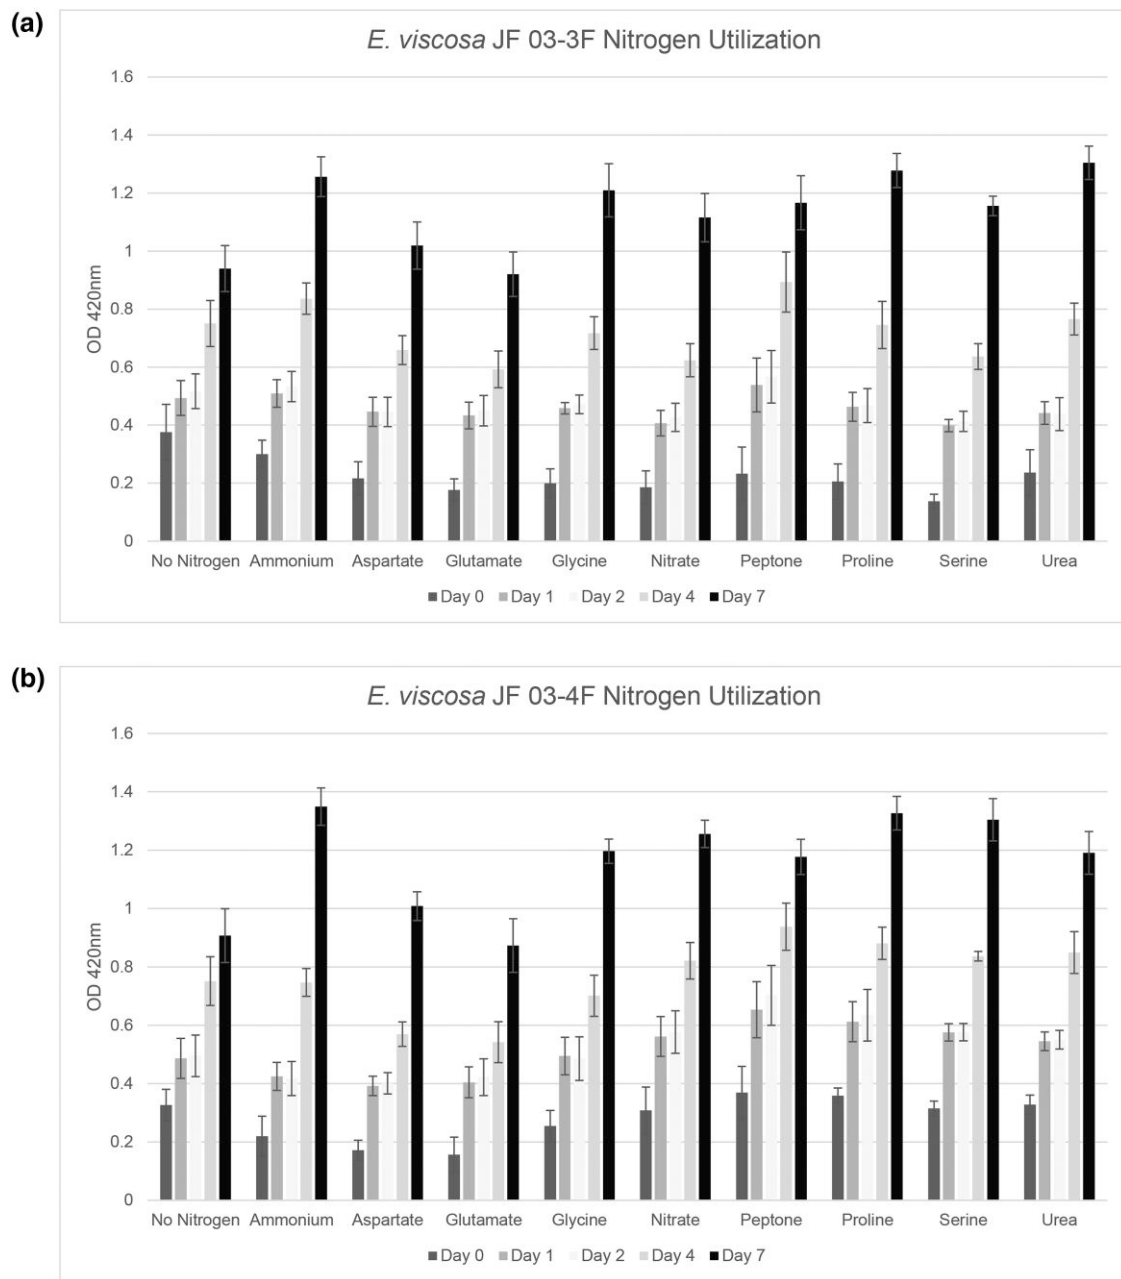 (a)
E. viscosa JF 03-3F Nitrogen Utilization
1.6
1.4
1.2
1
0.8
0.6
0.4
0.2
0
OD 420nm
No Nitrogen Ammonium Aspartate Glutamate Glycine Nitrate Peptone Proline Serine Urea
Day 0 Day 1 Day 2 Day 4 Day 7
(b)
E. viscosa JF 03-4F Nitrogen Utilization
1.6
1.4
1.2
1
0.8
0.6
0.4
0.2
0
OD 420nm
No Nitrogen Ammonium Aspartate Glutamate Glycine Nitrate Peptone Proline Serine Urea
Day 0 Day 1 Day 2 Day 4 Day 7